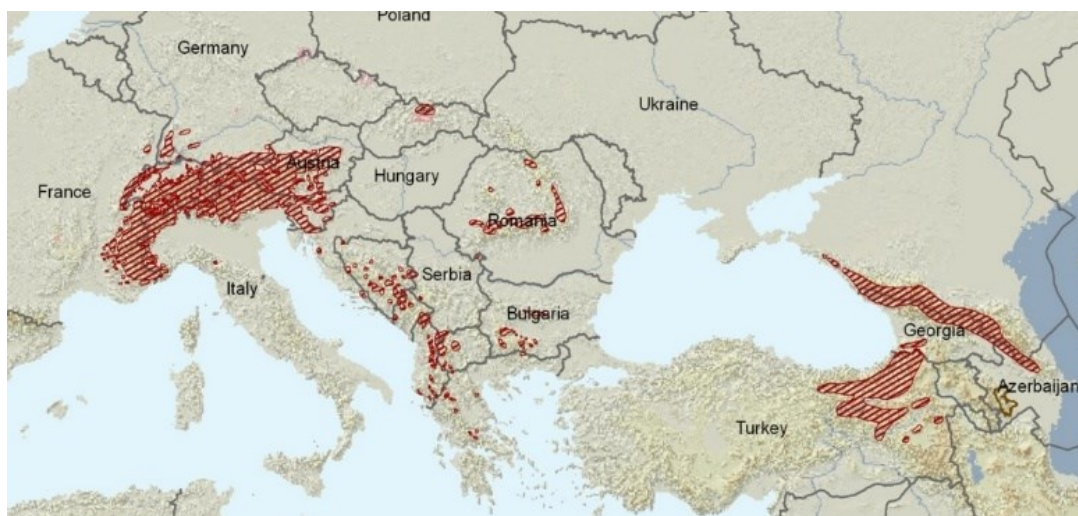 Poland
Germany
Ukraine
Austria
France
Hungary
Romania
Serbia
Italy
Bulgaria
Georgia
Azerbaijan
Turkey